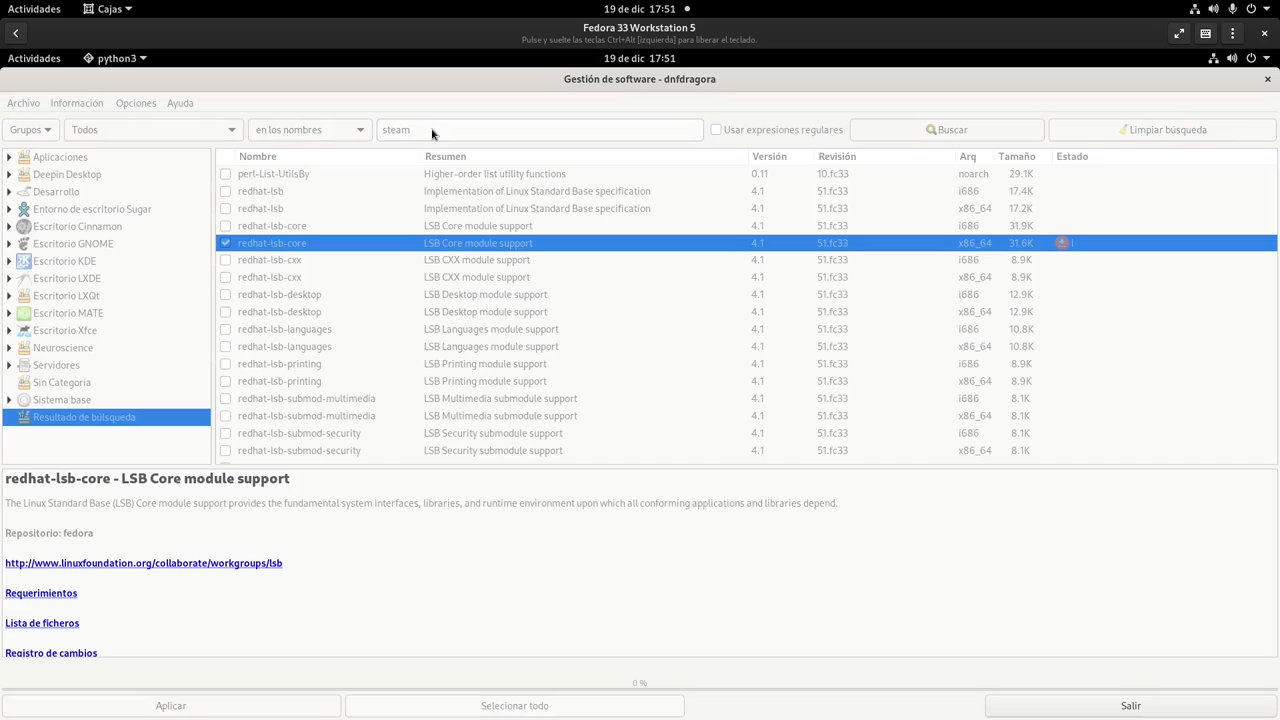 Actividades Cajas 19 de dic 17:51
Fedora 33 Workstation 5
Pulse y suelte las teclas Ctrl+Alt [izquierda] para liberar el teclado.
Actividades python3 19 de dic 17:51
Gestión de software - dnfdragora
Archivo Información Opciones Ayuda
Grupos Todos en los nombres steam Usar expresiones regulares Buscar Limpiar búsqueda
Aplicaciones
Deepin Desktop
Desarrollo
Entorno de escritorio Sugar
Escritorio Cinnamon
Escritorio GNOME
Escritorio KDE
Escritorio LXDE
Escritorio LXQt
Escritorio MATE
Escritorio Xfce
Neuroscience
Servidores
Sin Categoría
Sistema base
Resultado de búlsqueda
Nombre Resumen Versión Revisión Arq Tamaño Estado
perl-List-UtilsBy Higher-order list utility functions 0.11 10.fc33 noarch 29.1K
redhat-lsb Implementation of Linux Standard Base specification 4.1 51.fc33 i686 17.4K
redhat-lsb Implementation of Linux Standard Base specification 4.1 51.fc33 x86_64 17.2K
redhat-lsb-core LSB Core module support 4.1 51.fc33 i686 31.9K
redhat-lsb-core LSB Core module support 4.1 51.fc33 x86_64 31.6K i
redhat-lsb-cxx LSB CXX module support 4.1 51.fc33 i686 8.9K
redhat-lsb-cxx LSB CXX module support 4.1 51.fc33 x86_64 8.9K
redhat-lsb-desktop LSB Desktop module support 4.1 51.fc33 i686 12.9K
redhat-lsb-desktop LSB Desktop module support 4.1 51.fc33 x86_64 12.9K
redhat-lsb-languages LSB Languages module support 4.1 51.fc33 i686 10.8K
redhat-lsb-languages LSB Languages module support 4.1 51.fc33 x86_64 10.8K
redhat-lsb-printing LSB Printing module support 4.1 51.fc33 i686 8.9K
redhat-lsb-printing LSB Printing module support 4.1 51.fc33 x86_64 8.9K
redhat-lsb-submod-multimedia LSB Multimedia submodule support 4.1 51.fc33 i686 8.1K
redhat-lsb-submod-multimedia LSB Multimedia submodule support 4.1 51.fc33 x86_64 8.1K
redhat-lsb-submod-security LSB Security submodule support 4.1 51.fc33 i686 8.1K
redhat-lsb-submod-security LSB Security submodule support 4.1 51.fc33 x86_64 8.1K
redhat-lsb-core - LSB Core module support
The Linux Standard Base (LSB) Core module support provides the fundamental system interfaces, libraries, and runtime environment upon which all conforming applications and libraries depend.
Repositorio: fedora
http://www.linuxfoundation.org/collaborate/workgroups/lsb
Requerimientos
Lista de ficheros
Registro de cambios
0 %
Aplicar Selecionar todo Salir